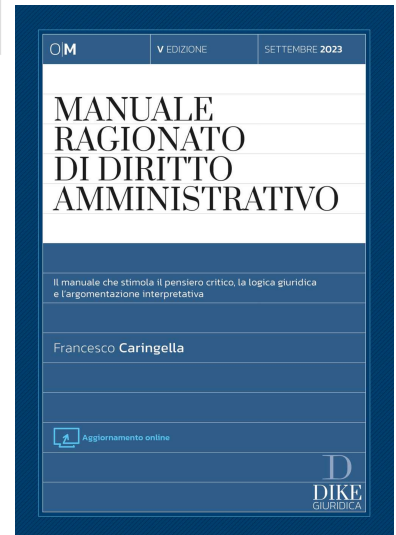 O|M
V EDIZIONE
SETTEMBRE 2023
MANUALE
RAGIONATO
DI DIRITTO
AMMINISTRATIVO
Il manuale che stimola il pensiero critico, la logica giuridica
e l'argomentazione interpretativa
Francesco Caringella
Aggiornamento online
D
DIKE
GIURIDICA